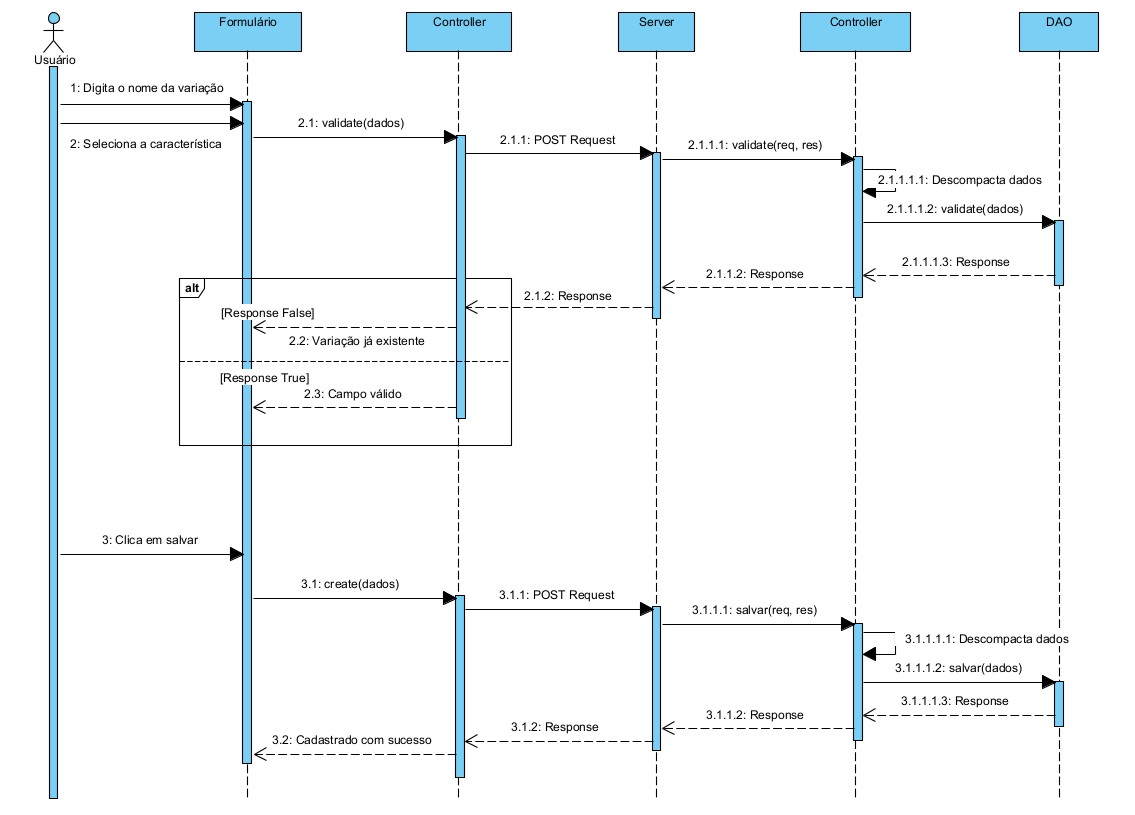 Usuário
Formulário
Controller
Server
Controller
DAO
1: Digita o nome da variação
2: Seleciona a característica
2.1: validate(dados)
2.1.1: POST Request
2.1.1.1: validate(req, res)
2.1.1.1.1: Descompacta dados
2.1.1.1.2: validate(dados)
2.1.1.1.3: Response
2.1.1.2: Response
2.1.2: Response
alt
[Response False]
2.2: Variação já existente
[Response True]
2.3: Campo válido
3: Clica em salvar
3.1: create(dados)
3.1.1: POST Request
3.1.1.1: salvar(req, res)
3.1.1.1.1: Descompacta dados
3.1.1.1.2: salvar(dados)
3.1.1.1.3: Response
3.1.1.2: Response
3.1.2: Response
3.2: Cadastrado com sucesso